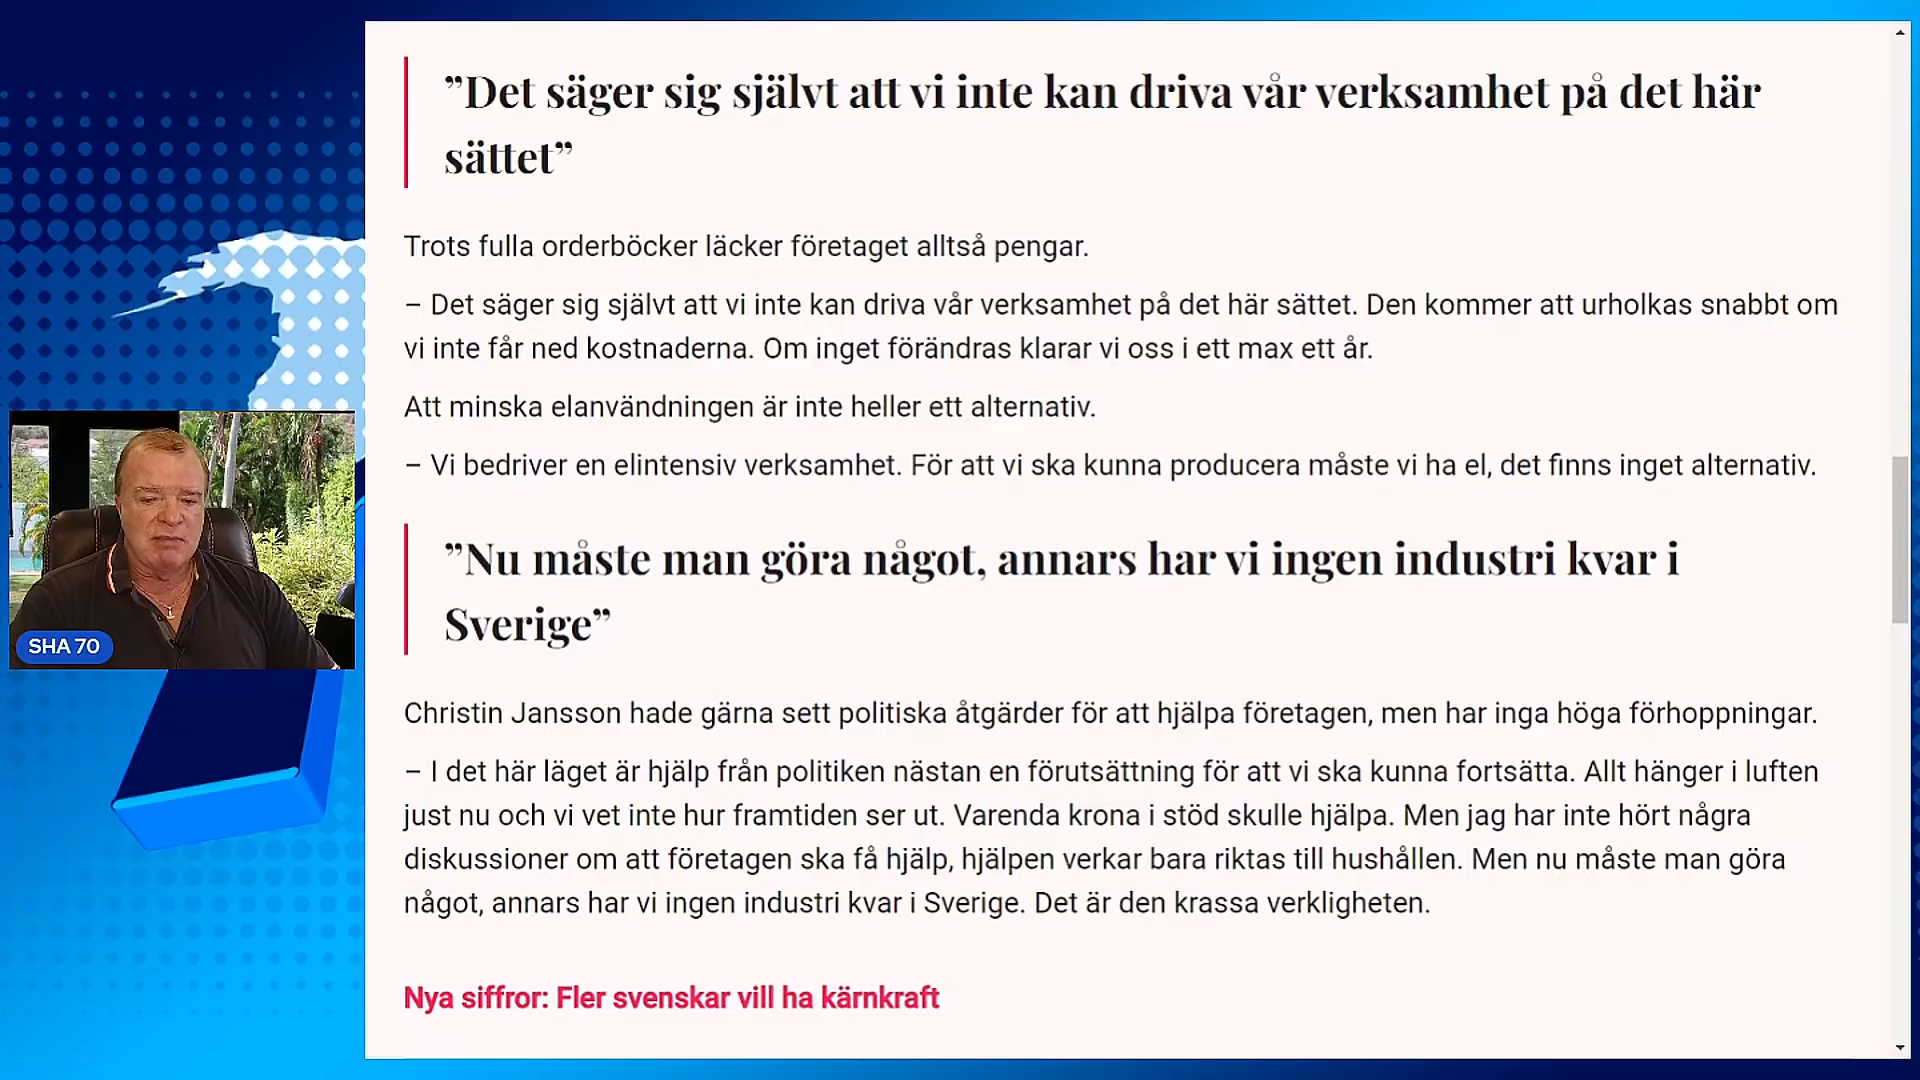 ”Det säger sig självt att vi inte kan driva vår verksamhet på det här
sättet”
Trots fulla orderböcker läcker företaget alltså pengar.
– Det säger sig självt att vi inte kan driva vår verksamhet på det här sättet. Den kommer att urholkas snabbt om
vi inte får ned kostnaderna. Om inget förändras klarar vi oss i ett max ett år.
Att minska elanvändningen är inte heller ett alternativ.
– Vi bedriver en elintensiv verksamhet. För att vi ska kunna producera måste vi ha el, det finns inget alternativ.
”Nu måste man göra något, annars har vi ingen industri kvar i
Sverige”
Christin Jansson hade gärna sett politiska åtgärder för att hjälpa företagen, men har inga höga förhoppningar.
– I det här läget är hjälp från politiken nästan en förutsättning för att vi ska kunna fortsätta. Allt hänger i luften
just nu och vi vet inte hur framtiden ser ut. Varenda krona i stöd skulle hjälpa. Men jag har inte hört några
diskussioner om att företagen ska få hjälp, hjälpen verkar bara riktas till hushållen. Men nu måste man göra
något, annars har vi ingen industri kvar i Sverige. Det är den krassa verkligheten.
Nya siffror: Fler svenskar vill ha kärnkraft
SHA 70